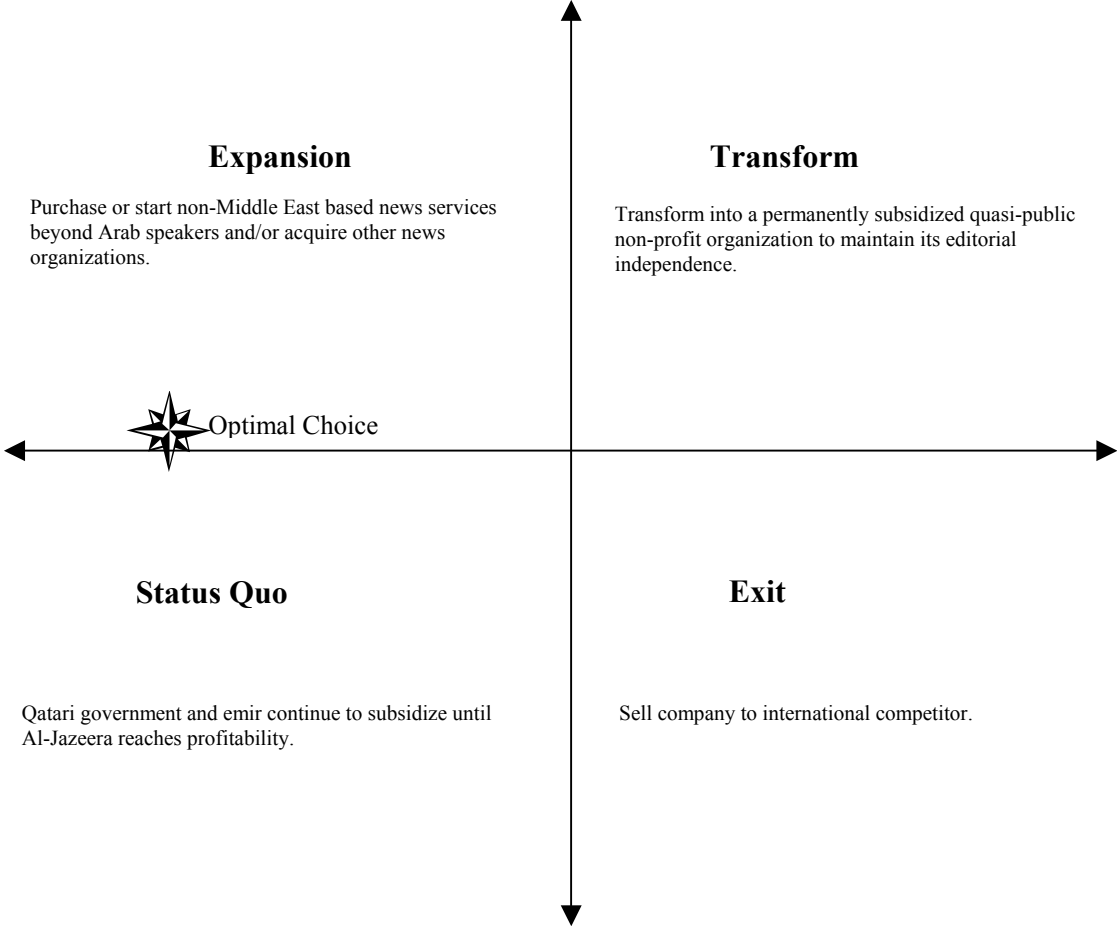 Expansion
Purchase or start non-Middle East based news services
beyond Arab speakers and/or acquire other news
organizations.
Transform
Transform into a permanently subsidized quasi-public
non-profit organization to maintain its editorial
independence.
Optimal Choice
Status Quo
Qatari government and emir continue to subsidize until
Al-Jazeera reaches profitability.
Exit
Sell company to international competitor.